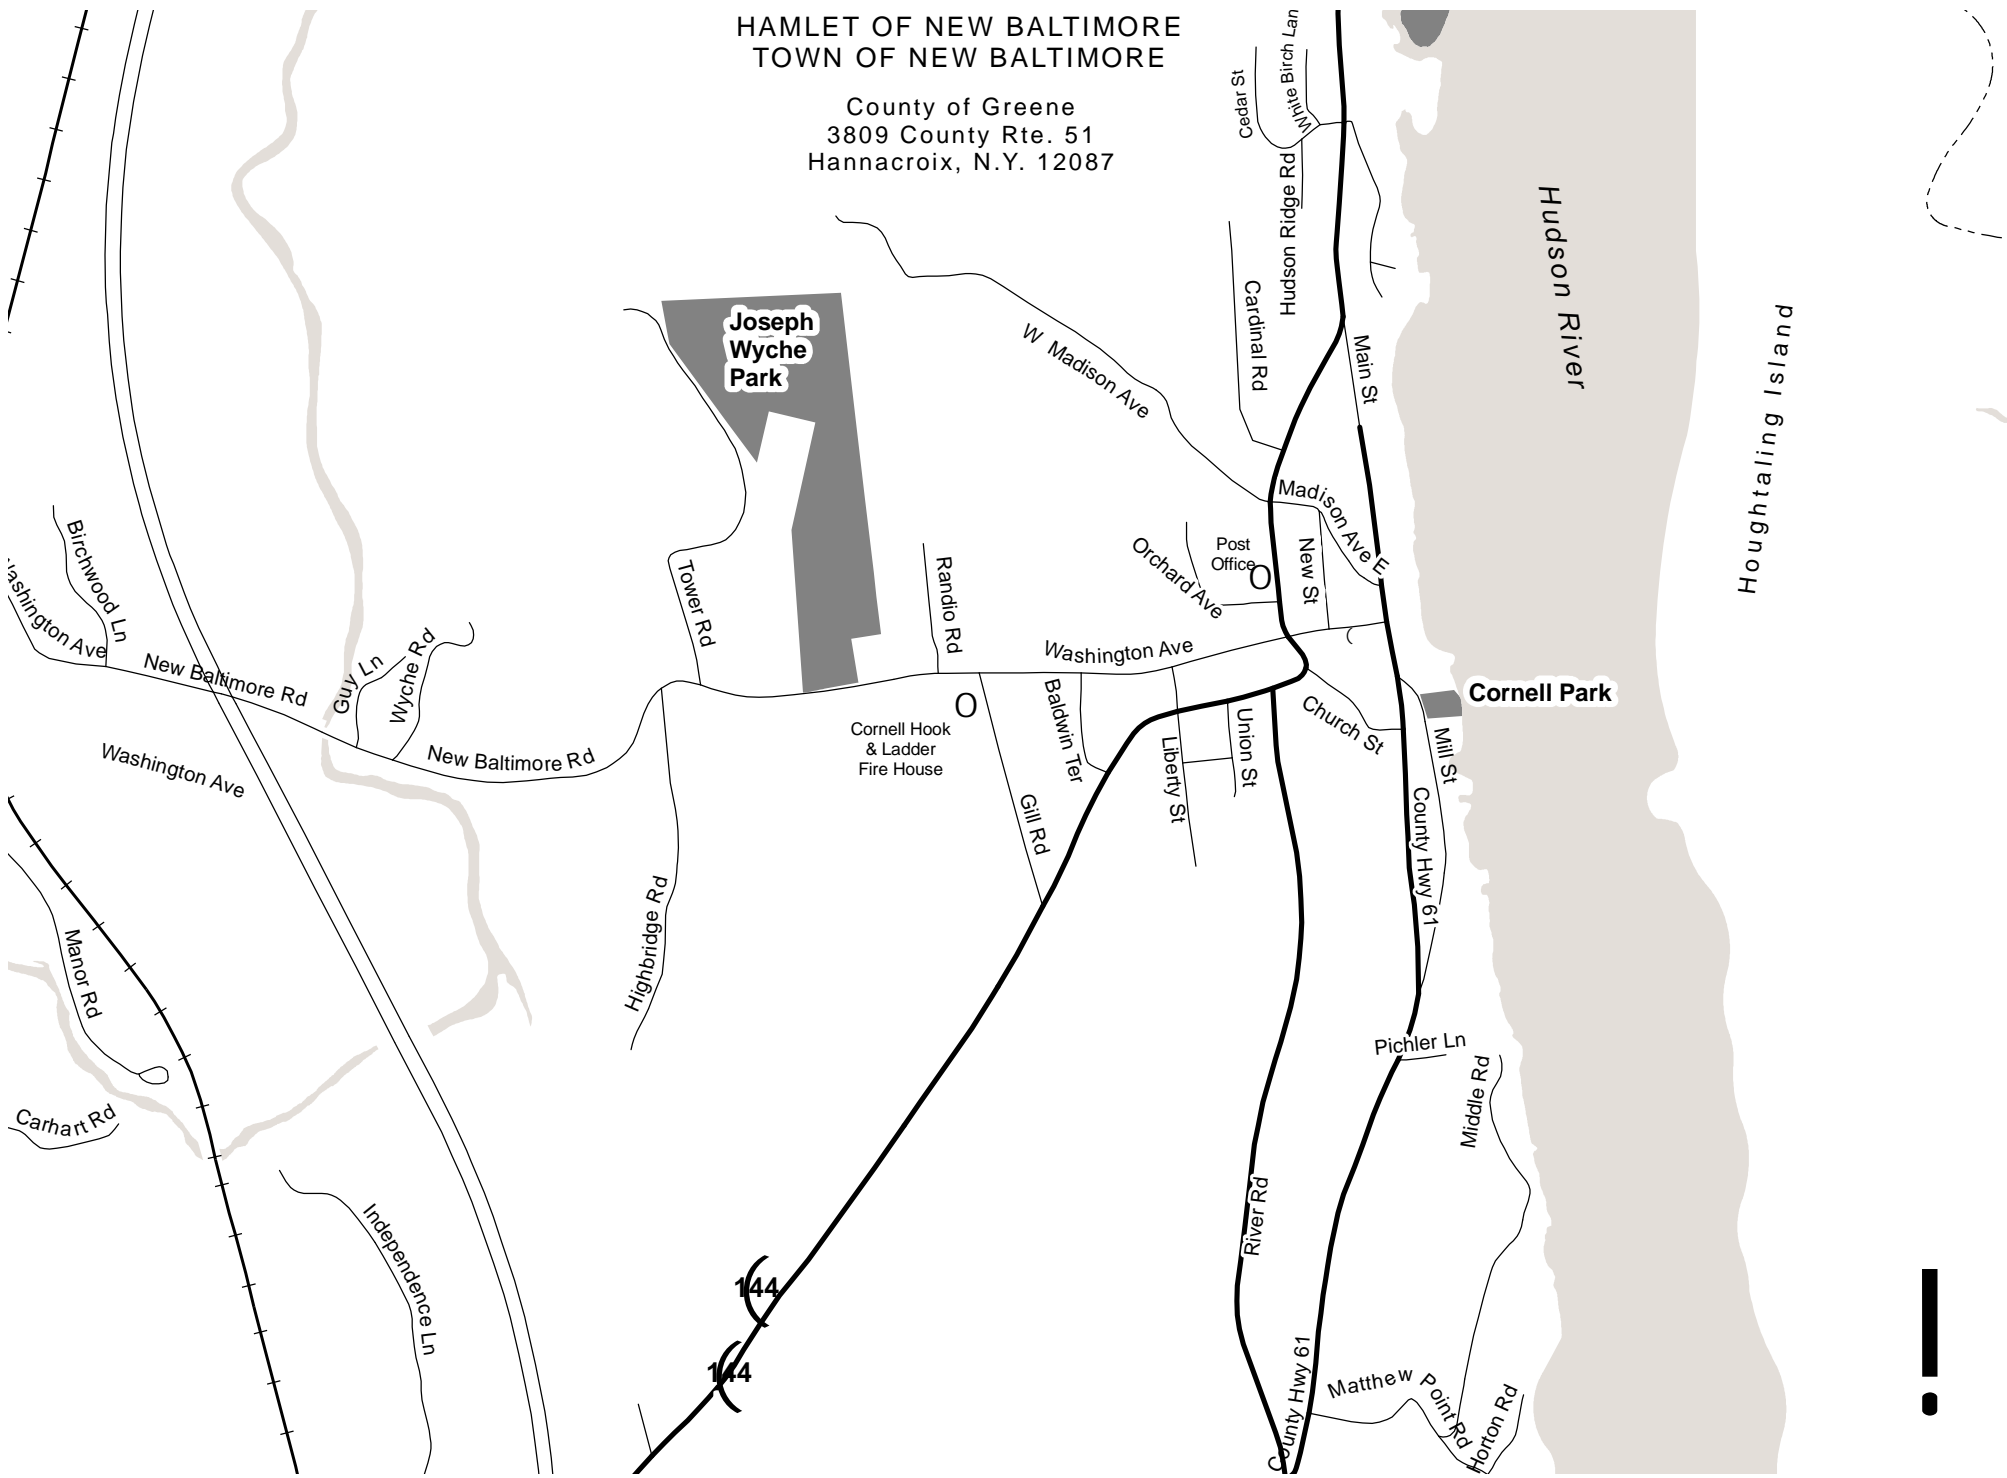 HAMLET OF NEW BALTIMORE
TOWN OF NEW BALTIMORE
County of Greene
3809 County Rte. 51
Hannacroix, N.Y. 12087
Cedar St
White Birch Lan
Hudson Ridge Rd
Cardinal Rd
Hudson River
Houghtaling Island
Main St
W Madison Ave
Joseph
Wyche
Park
Madison Ave E
Post
Office
New St
Orchard Ave
Birchwood Ln
ashington Ave
New Baltimore Rd
Guy Ln
Wyche Rd
Tower Rd
Randio Rd
Washington Ave
Cornell Park
Church St
Mill St
Washington Ave
New Baltimore Rd
Cornell Hook
& Ladder
Fire House
Baldwin Ter
Liberty St
Union St
Gill Rd
County Hwy 61
Highbridge Rd
Manor Rd
Pichler Ln
Middle Rd
Carhart Rd
Independence Ln
River Rd
144
144
County Hwy 61
Matthew Point Rd
Horton Rd